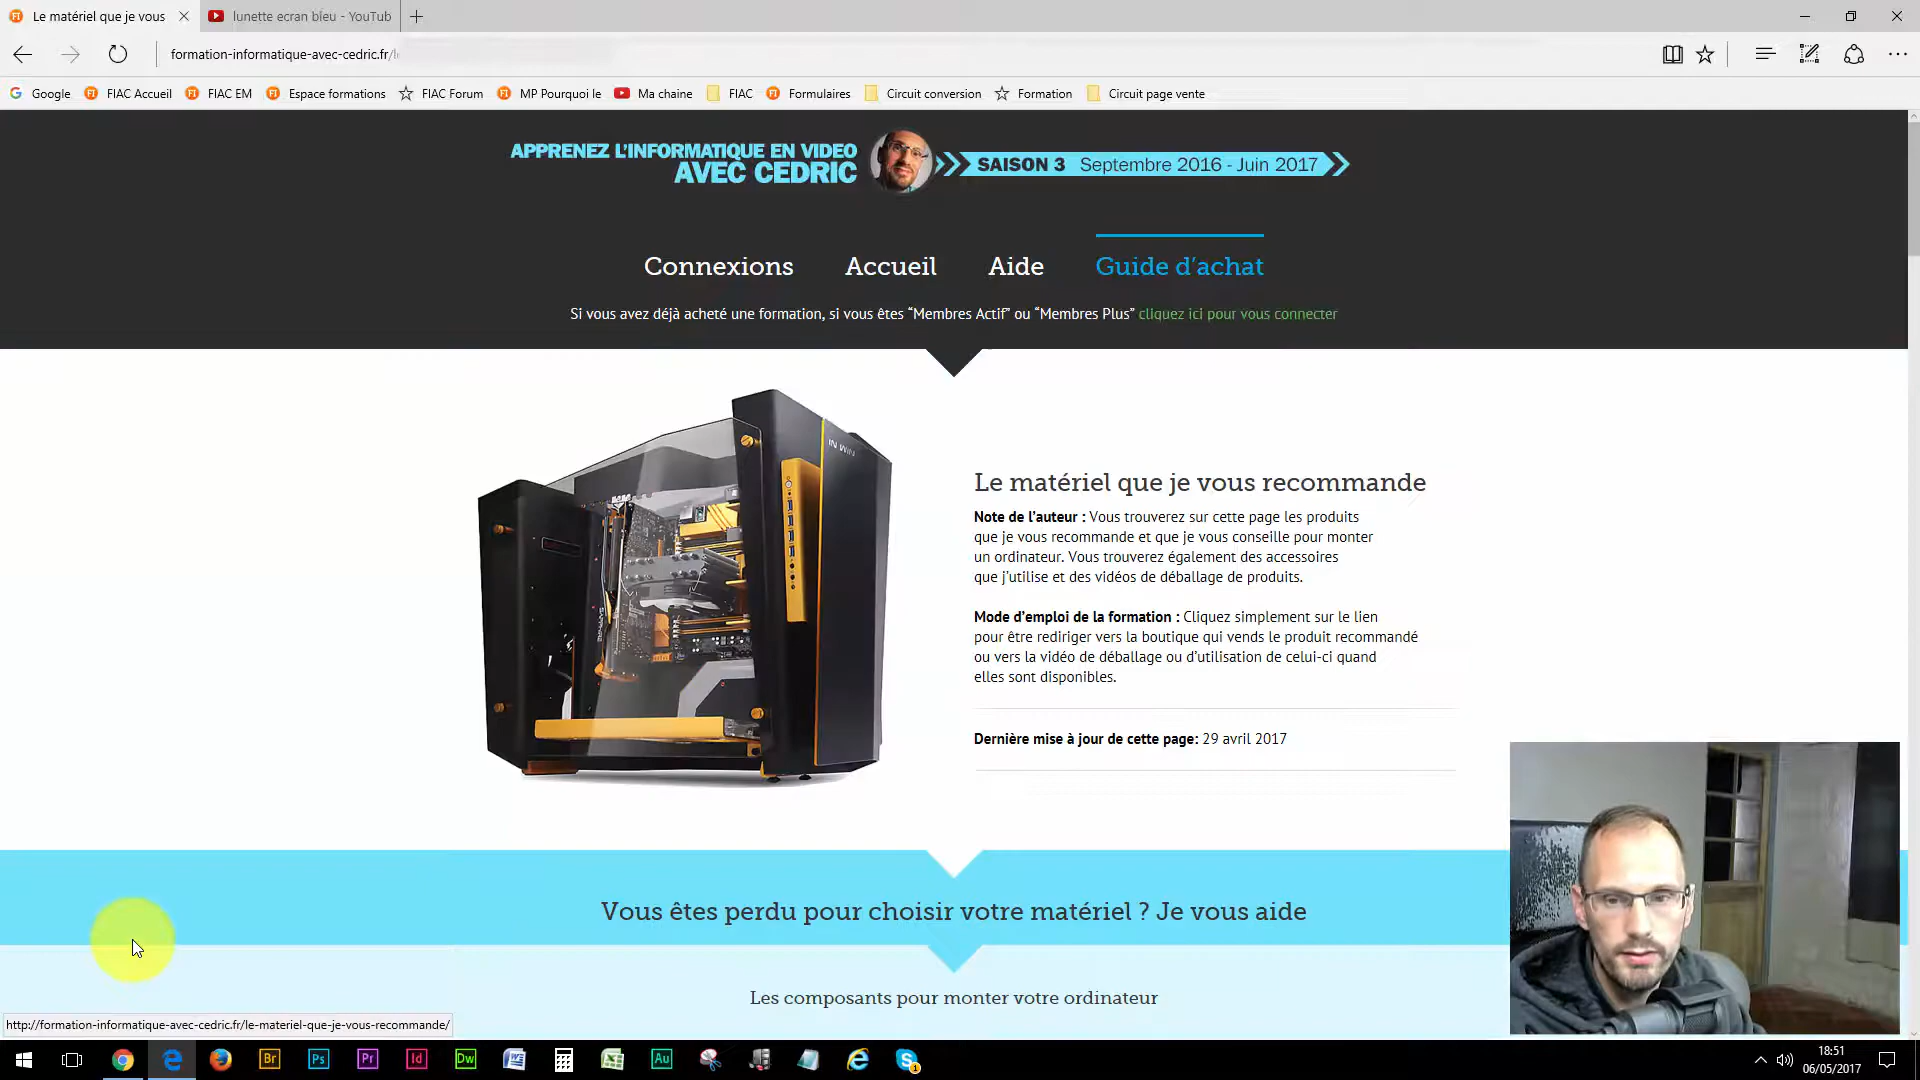 Le matériel que je vous
lunette ecran bleu - YouTub
formation-informatique-avec-cedric.fr/l
Google
FIAC Accueil
FIAC EM
Espace formations
FIAC Forum
MP Pourquoi le
Ma chaine
FIAC
Formulaires
Circuit conversion
Formation
Circuit page vente
APPRENEZ L'INFORMATIQUE EN VIDEO
AVEC CEDRIC
SAISON 3 Septembre 2016 - Juin 2017
Connexions
Accueil
Aide
Guide d'achat
Si vous avez déjà acheté une formation, si vous êtes “Membres Actif” ou “Membres Plus” cliquez ici pour vous connecter
IN WIN
Le matériel que je vous recommande
Note de l'auteur : Vous trouverez sur cette page les produits
que je vous recommande et que je vous conseille pour monter
un ordinateur. Vous trouverez également des accessoires
que j'utilise et des vidéos de déballage de produits.
Mode d'emploi de la formation : Cliquez simplement sur le lien
pour être rediriger vers la boutique qui vends le produit recommandé
ou vers la vidéo de déballage ou d'utilisation de celui-ci quand
elles sont disponibles.
Dernière mise à jour de cette page: 29 avril 2017
Vous êtes perdu pour choisir votre matériel ? Je vous aide
Les composants pour monter votre ordinateur
http://formation-informatique-avec-cedric.fr/le-materiel-que-je-vous-recommande/
Br
Ps
Pr
Id
Dw
Au
1
18:51
06/05/2017